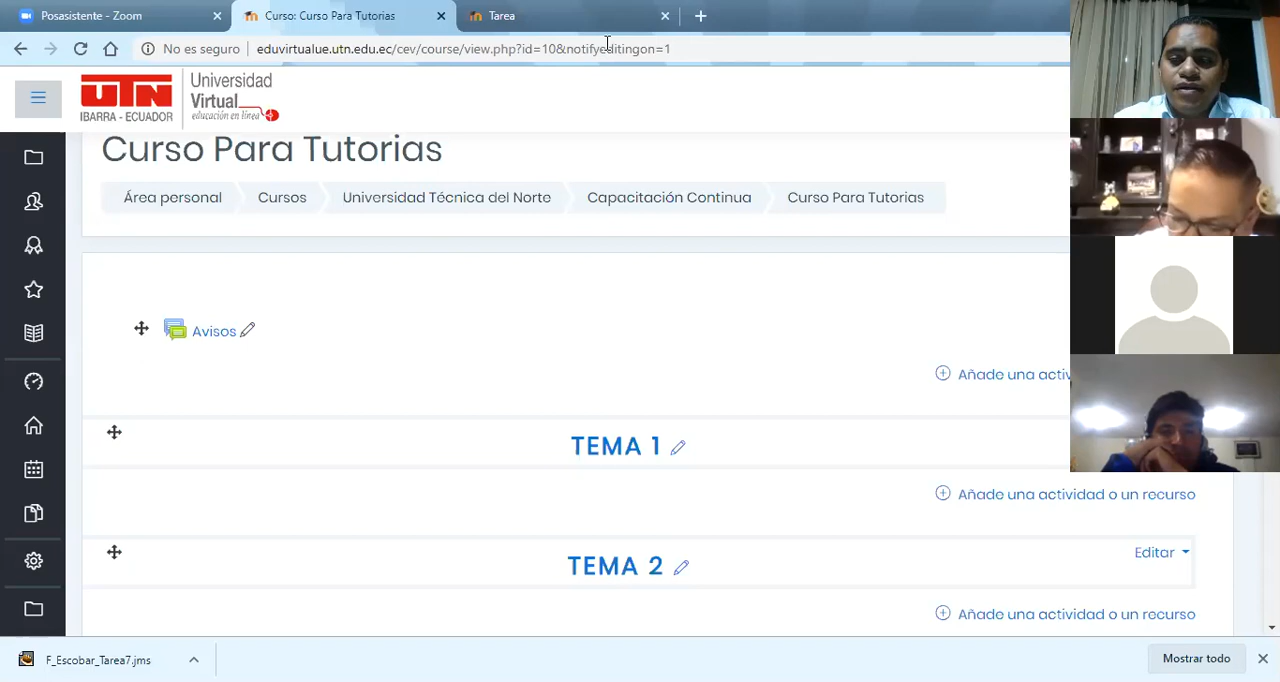 Posasistente - Zoom
Curso: Curso Para Tutorias
Tarea
No es seguro
eduvirtualue.utn.edu.ec/cev/course/view.php?id=10&notifyeditingon=1
UTN
IBARRA - ECUADOR
Universidad
Virtual
educación en línea
Curso Para Tutorias
Área personal
Cursos
Universidad Técnica del Norte
Capacitación Continua
Curso Para Tutorias
Avisos
Añade una activ
TEMA 1
Añade una actividad o un recurso
TEMA 2
Editar
Añade una actividad o un recurso
F_Escobar_Tarea7.jms
Mostrar todo